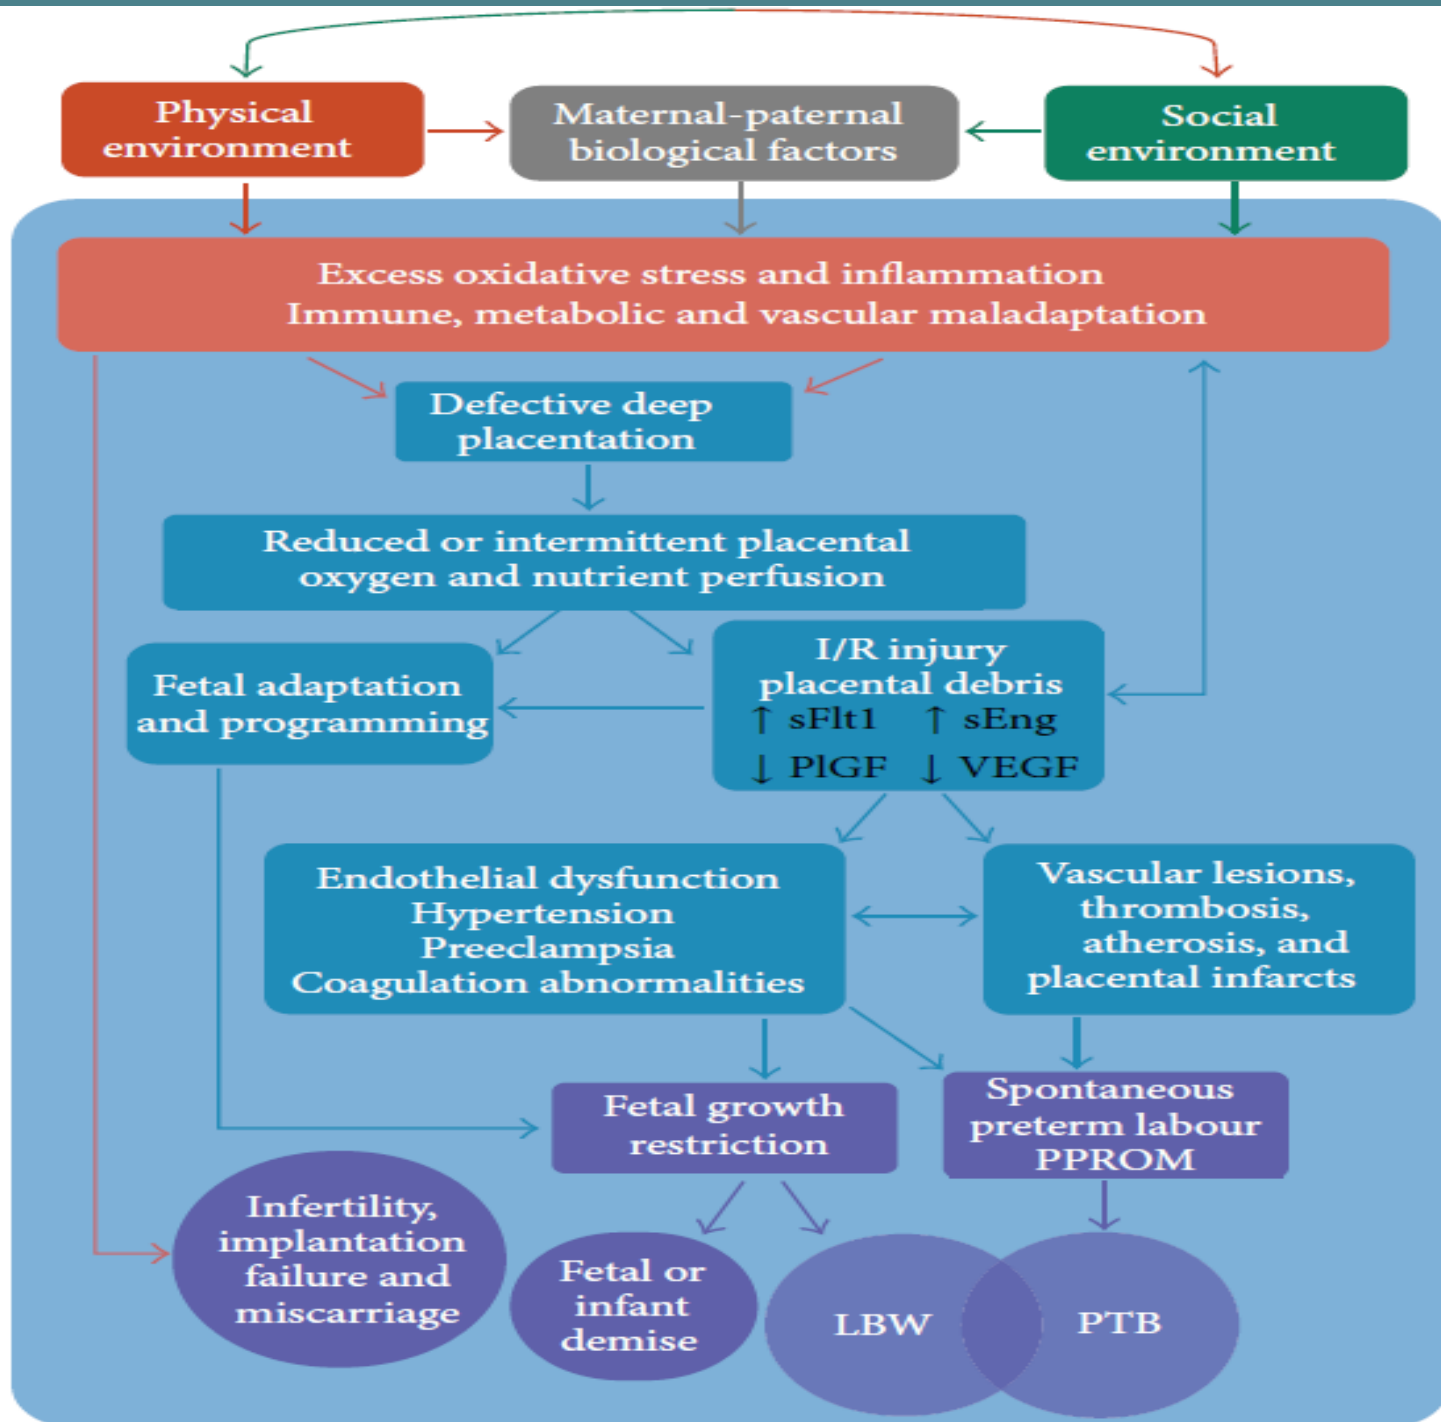 Physical
environment
Maternal-paternal
biological factors
Social
environment
Excess oxidative stress and inflammation
Immune, metabolic and vascular maladaptation
Defective deep
placentation
Reduced or intermittent placental
oxygen and nutrient perfusion
Fetal adaptation
and programming
I/R injury
placental debris
↑ sFlt1 ↑ sEng
↓ PlGF ↓ VEGF
Endothelial dysfunction
Hypertension
Preeclampsia
Coagulation abnormalities
Vascular lesions,
thrombosis,
atherosis, and
placental infarcts
Fetal growth
restriction
Spontaneous
preterm labour
PPROM
Infertility,
implantation
failure and
miscarriage
Fetal or
infant
demise
LBW
PTB